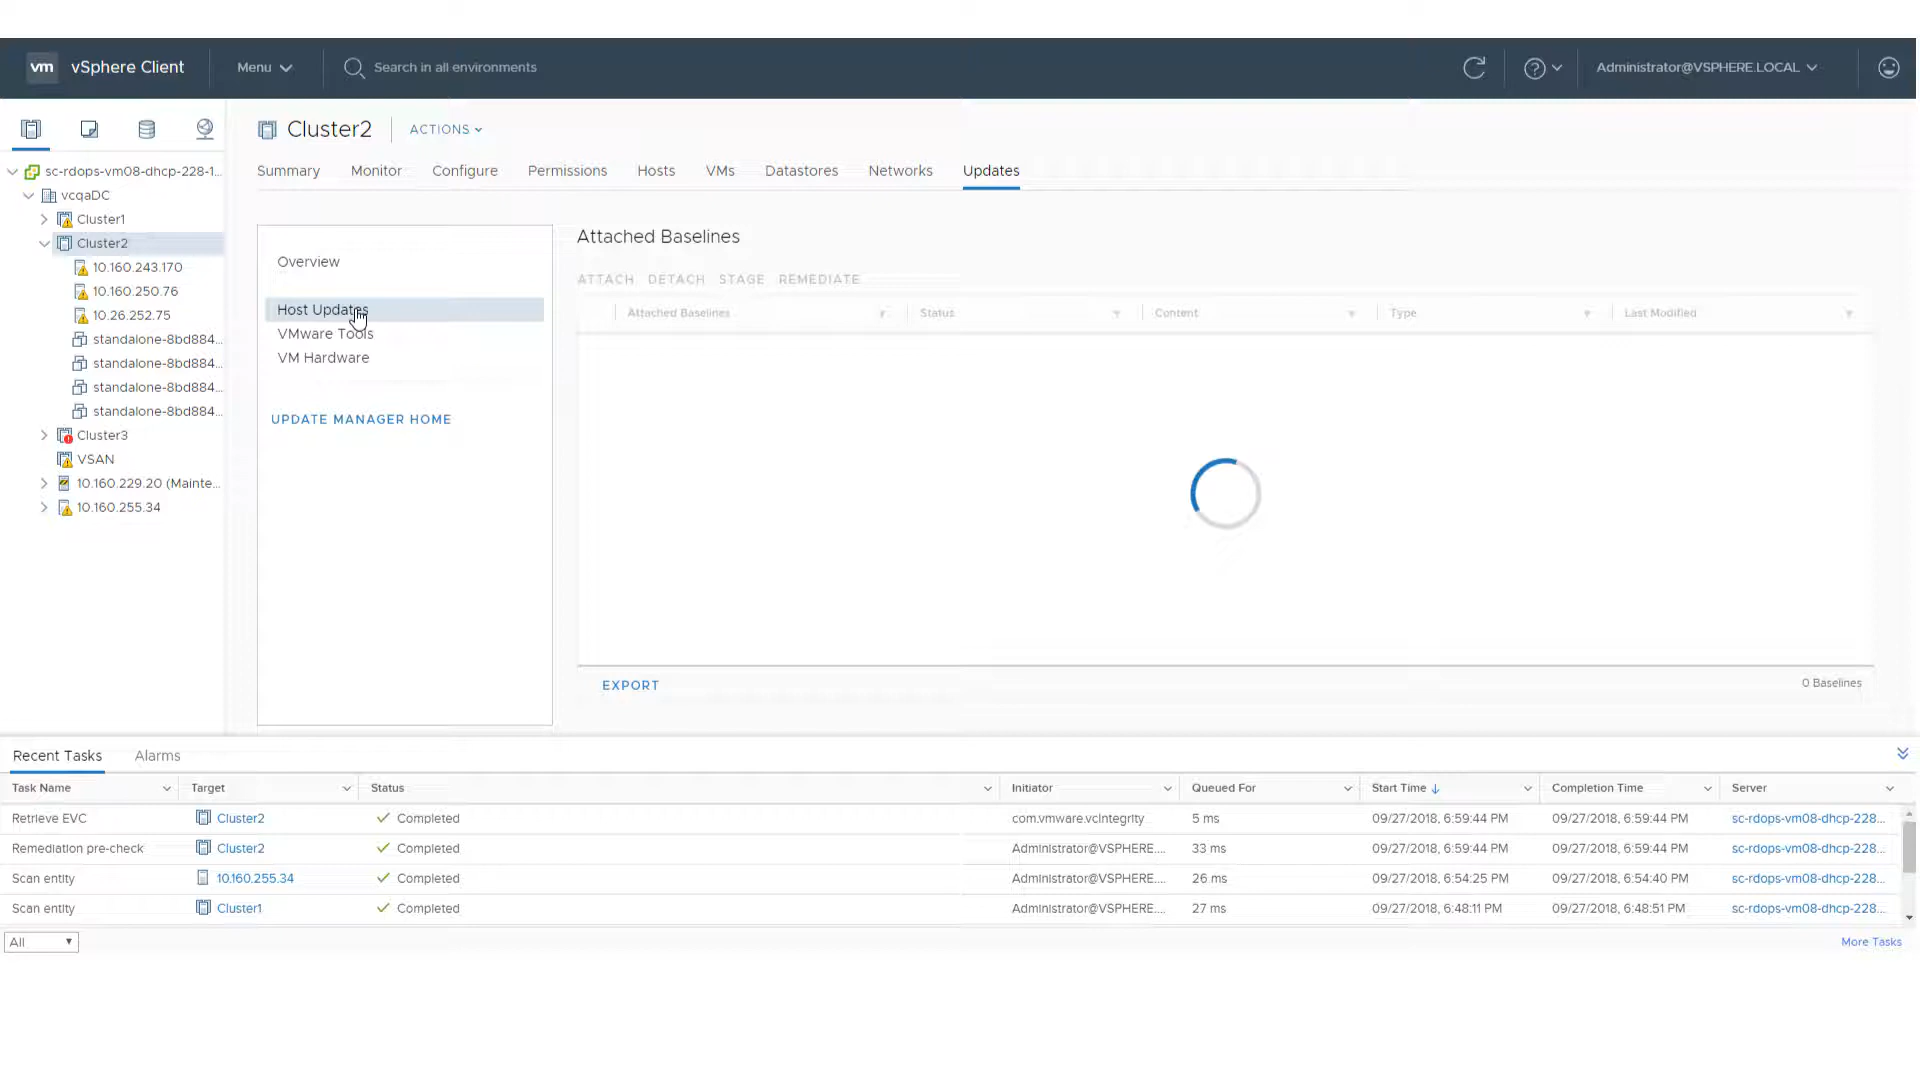 vm vSphere Client Menu Search in all environments Administrator@VSPHERE.LOCAL
Cluster2 ACTIONS
Summary Monitor Configure Permissions Hosts VMs Datastores Networks Updates
sc-rdops-vm08-dhcp-228-1...
vcqaDC
Cluster1
Cluster2
10.160.243.170
10.160.250.76
10.26.252.75
standalone-8bd884...
standalone-8bd884...
standalone-8bd884...
standalone-8bd884...
Cluster3
VSAN
10.160.229.20 (Mainte...
10.160.255.34
Overview
Host Updates
VMware Tools
VM Hardware
UPDATE MANAGER HOME
Attached Baselines
ATTACH DETACH STAGE REMEDIATE
Attached Baselines Status Content Type Last Modified
EXPORT 0 Baselines
Recent Tasks Alarms
Task Name Target Status Initiator Queued For Start Time Completion Time Server
Retrieve EVC Cluster2 Completed com.vmware.vcIntegrity 5 ms 09/27/2018, 6:59:44 PM 09/27/2018, 6:59:44 PM sc-rdops-vm08-dhcp-228...
Remediation pre-check Cluster2 Completed Administrator@VSPHERE.... 33 ms 09/27/2018, 6:59:44 PM 09/27/2018, 6:59:44 PM sc-rdops-vm08-dhcp-228...
Scan entity 10.160.255.34 Completed Administrator@VSPHERE.... 26 ms 09/27/2018, 6:54:25 PM 09/27/2018, 6:54:40 PM sc-rdops-vm08-dhcp-228...
Scan entity Cluster1 Completed Administrator@VSPHERE.... 27 ms 09/27/2018, 6:48:11 PM 09/27/2018, 6:48:51 PM sc-rdops-vm08-dhcp-228...
All More Tasks